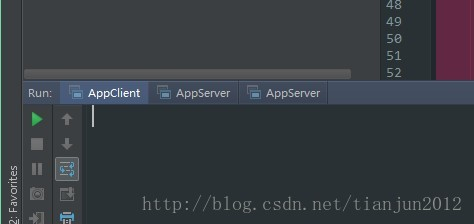 48
49
50
51
52
Run: AppClient AppServer AppServer
2: Favorites
http://blog.csdn.net/tianjun2012